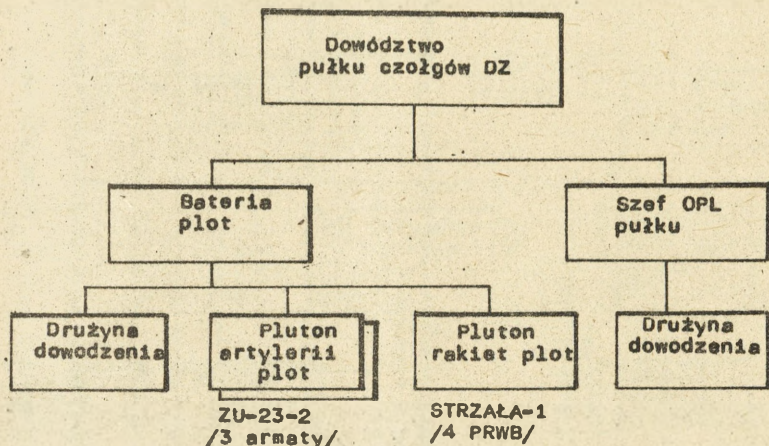 Dowództwo
pułku czołgów DZ
Bateria
plot
Szef OPL
pułku
Drużyna
dowodzenia
Pluton
artylerii
plot
Pluton
rakiet plot
Drużyna
dowodzenia
ZU-23-2
/3 armaty/
STRZAŁA-1
/4 PRWB/